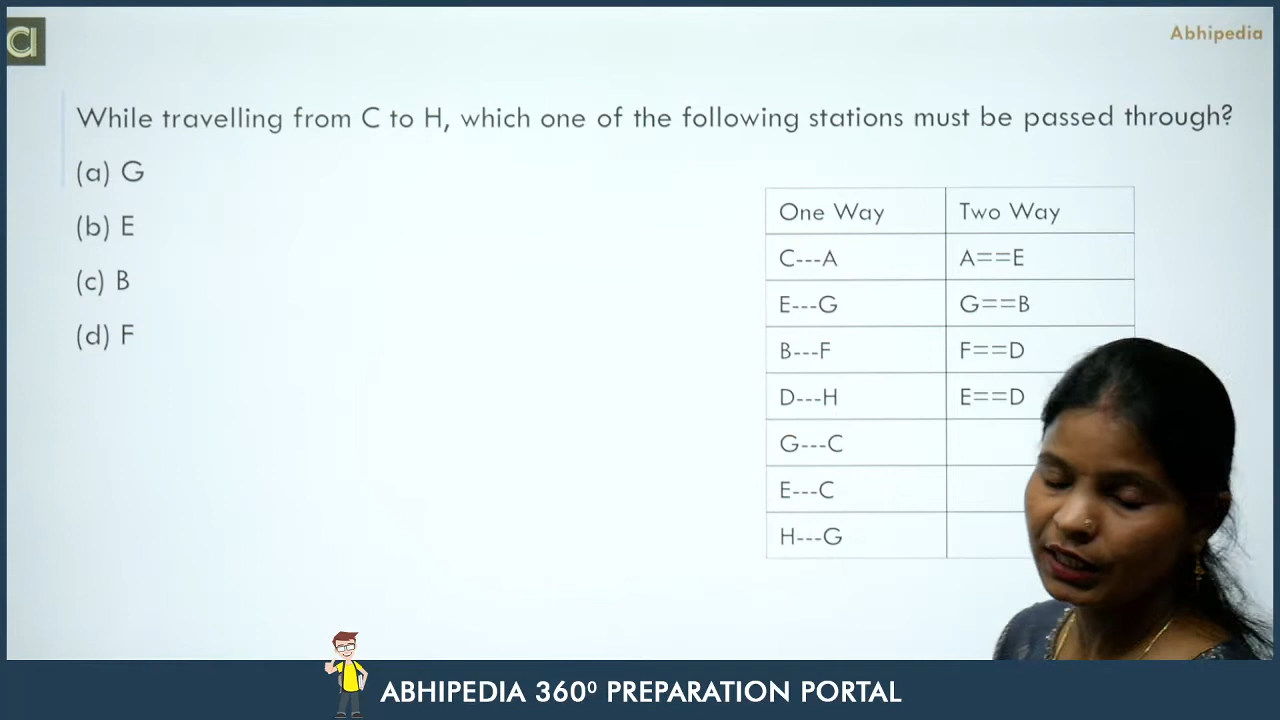 Abhipedia
While travelling from C to H, which one of the following stations must be passed through?
(a) G
(b) E
(c) B
(d) F
One Way Two Way
C---A A==E
E---G G==B
B---F F==D
D---H E==D
G---C
E---C
H---G
ABHIPEDIA 360⁰ PREPARATION PORTAL